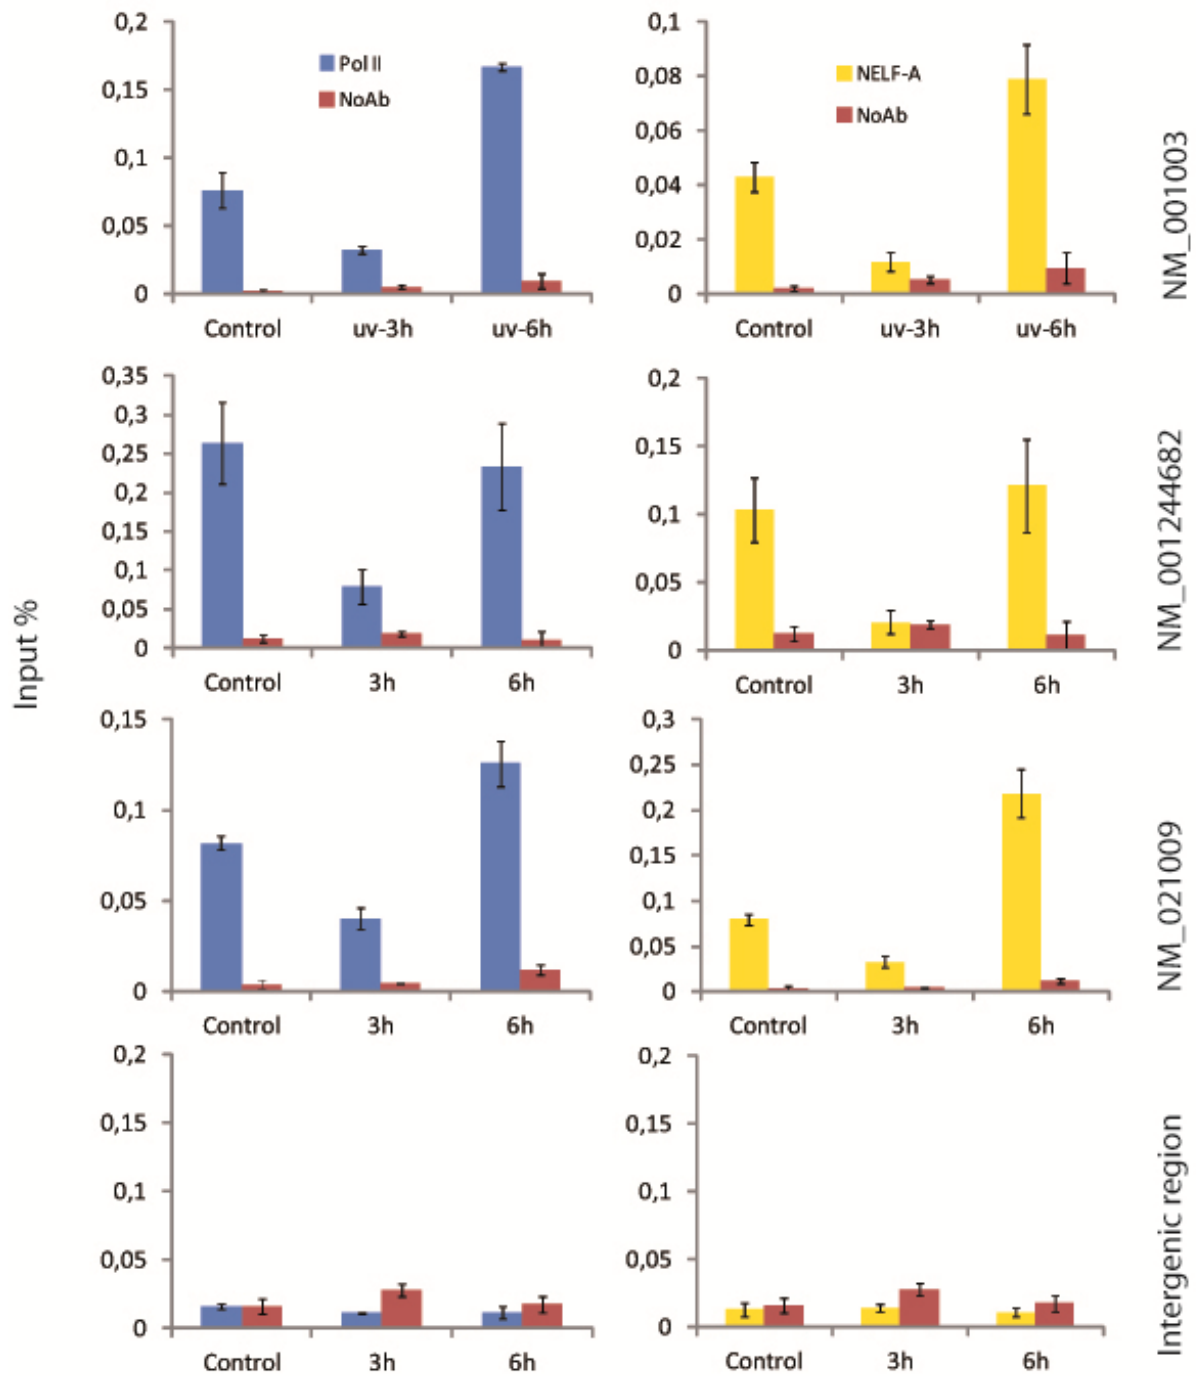 Input %
0,2
0,15
0,1
0,05
0
Pol II
NoAb
Control
uv-3h
uv-6h
0,1
0,08
0,06
0,04
0,02
0
NELF-A
NoAb
Control
uv-3h
uv-6h
NM_001003
0,35
0,3
0,25
0,2
0,15
0,1
0,05
0
Control
3h
6h
0,2
0,15
0,1
0,05
0
Control
3h
6h
NM_001244682
0,15
0,1
0,05
0
Control
3h
6h
0,3
0,25
0,2
0,15
0,1
0,05
0
Control
3h
6h
NM_021009
0,2
0,15
0,1
0,05
0
Control
3h
6h
0,2
0,15
0,1
0,05
0
Control
3h
6h
Intergenic region